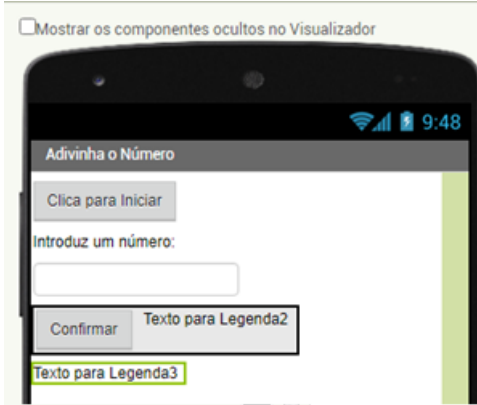 Mostrar os componentes ocultos no Visualizador
9:48
Adivinha o Número
Clica para Iniciar
Introduz um número:
Confirmar Texto para Legenda2
Texto para Legenda3